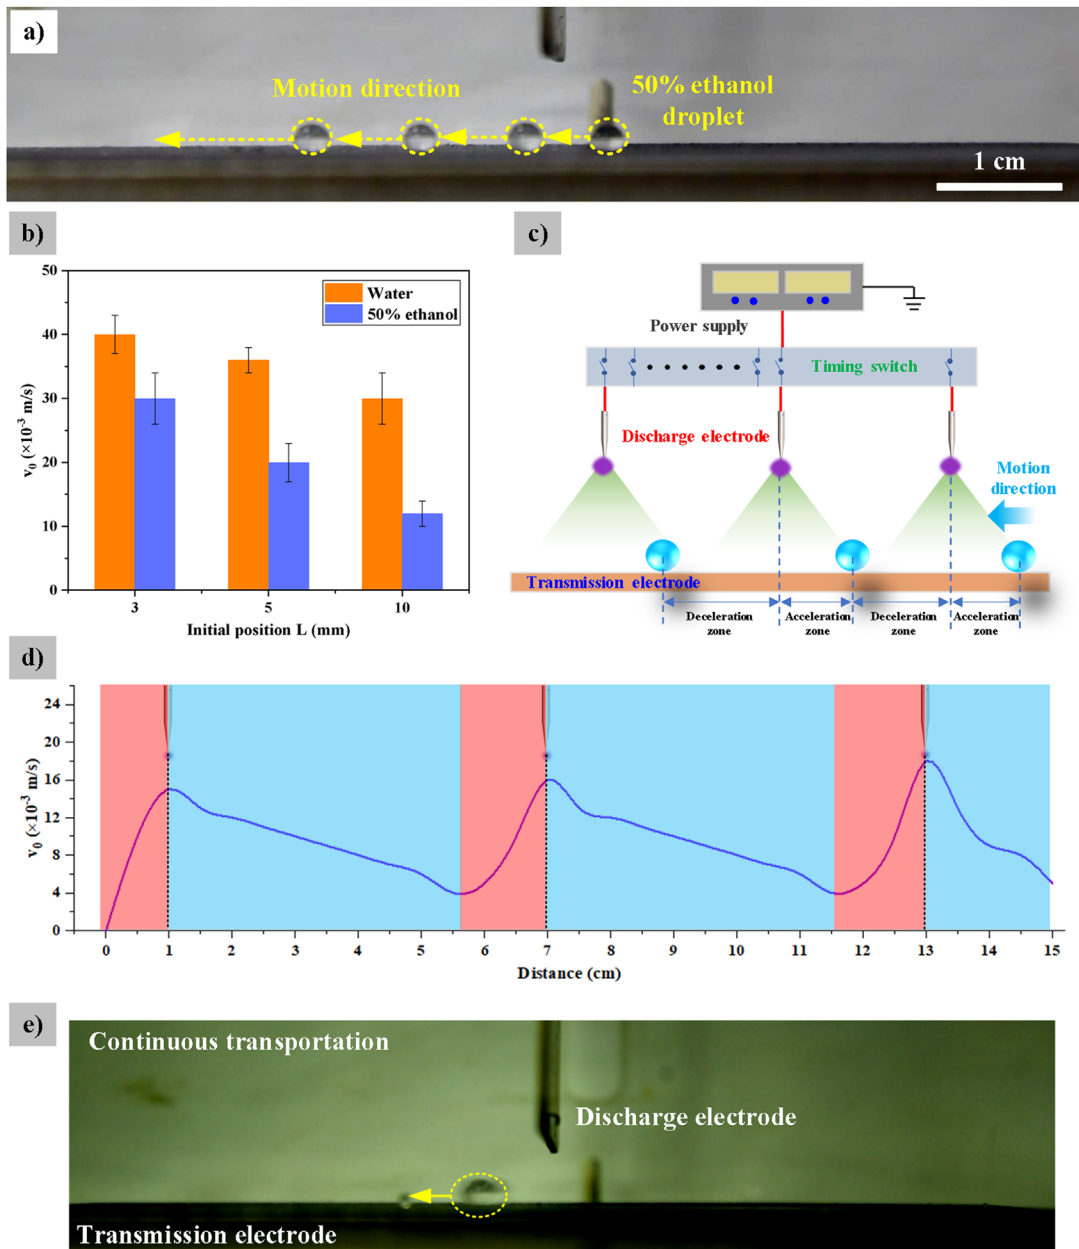 a)
Motion direction
50% ethanol
droplet
1 cm
b)
50
40
30
20
10
0
v₀ (×10⁻³ m/s)
Water
50% ethanol
3
5
10
Initial position L (mm)
c)
Power supply
Timing switch
Discharge electrode
Motion
direction
Transmission electrode
Deceleration
zone
Acceleration
zone
Deceleration
zone
Acceleration
zone
d)
24
20
16
12
8
4
0
v₀ (×10⁻³ m/s)
0 1 2 3 4 5 6 7 8 9 10 11 12 13 14 15
Distance (cm)
e)
Continuous transportation
Discharge electrode
Transmission electrode